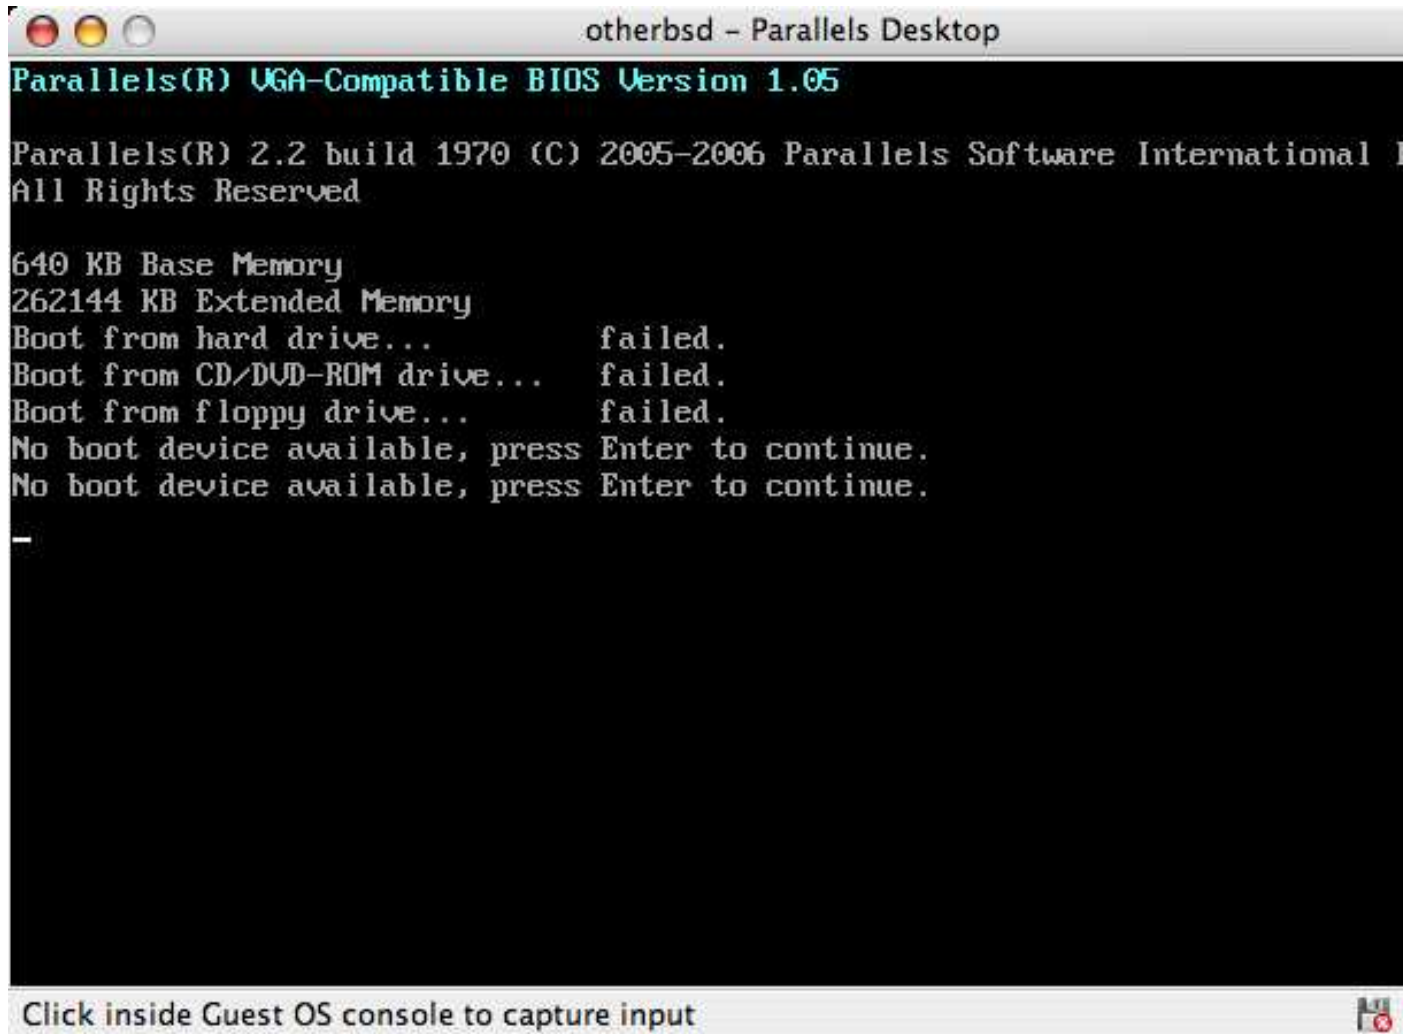 otherbsd – Parallels Desktop
Parallels(R) VGA-Compatible BIOS Version 1.05
Parallels(R) 2.2 build 1970 (C) 2005-2006 Parallels Software International
All Rights Reserved
640 KB Base Memory
262144 KB Extended Memory
Boot from hard drive... failed.
Boot from CD/DVD-ROM drive... failed.
Boot from floppy drive... failed.
No boot device available, press Enter to continue.
No boot device available, press Enter to continue.
Click inside Guest OS console to capture input